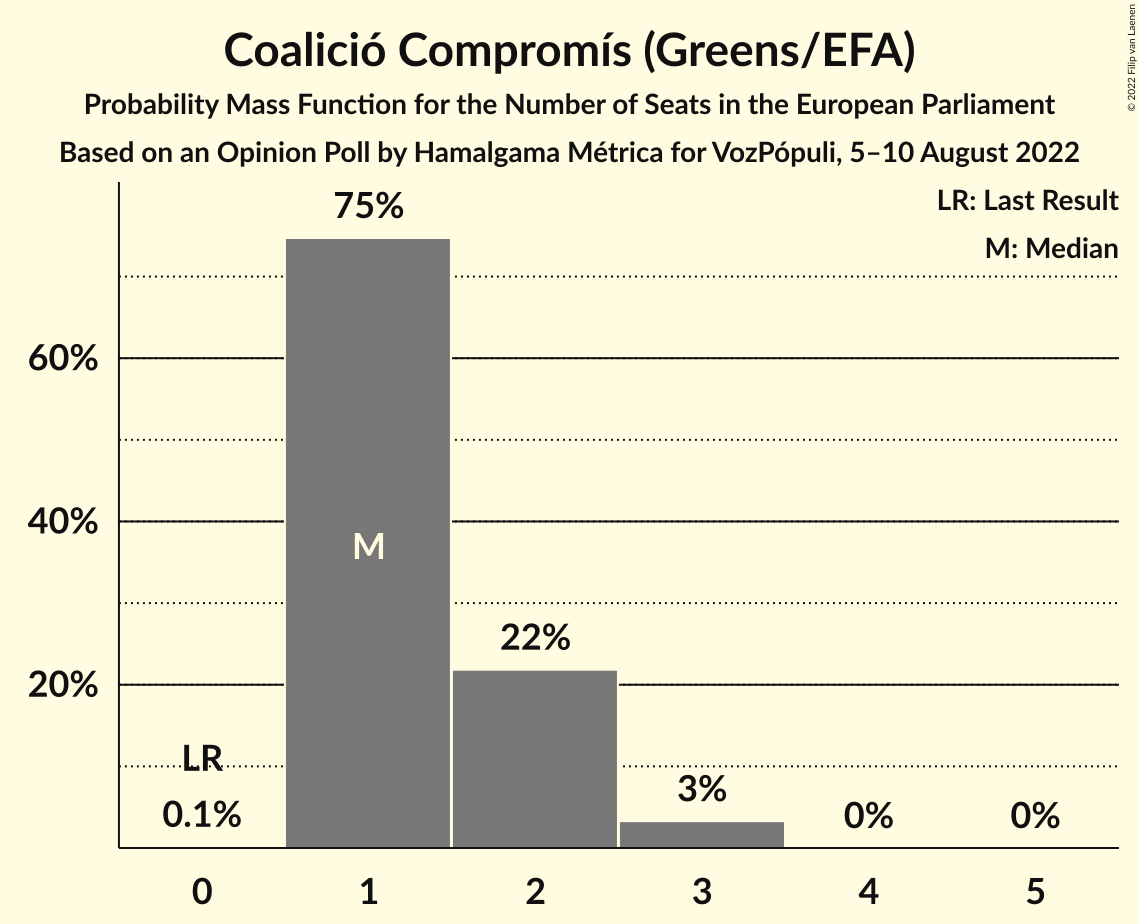 Coalició Compromís (Greens/EFA)
Probability Mass Function for the Number of Seats in the European Parliament
Based on an Opinion Poll by Hamalgama Métrica for VozPópuli, 5–10 August 2022
© 2022 Filip van Laenen
LR: Last Result
M: Median
75%
60%
40%
M
22%
20%
LR
3%
0.1%
0%
0%
0 1 2 3 4 5